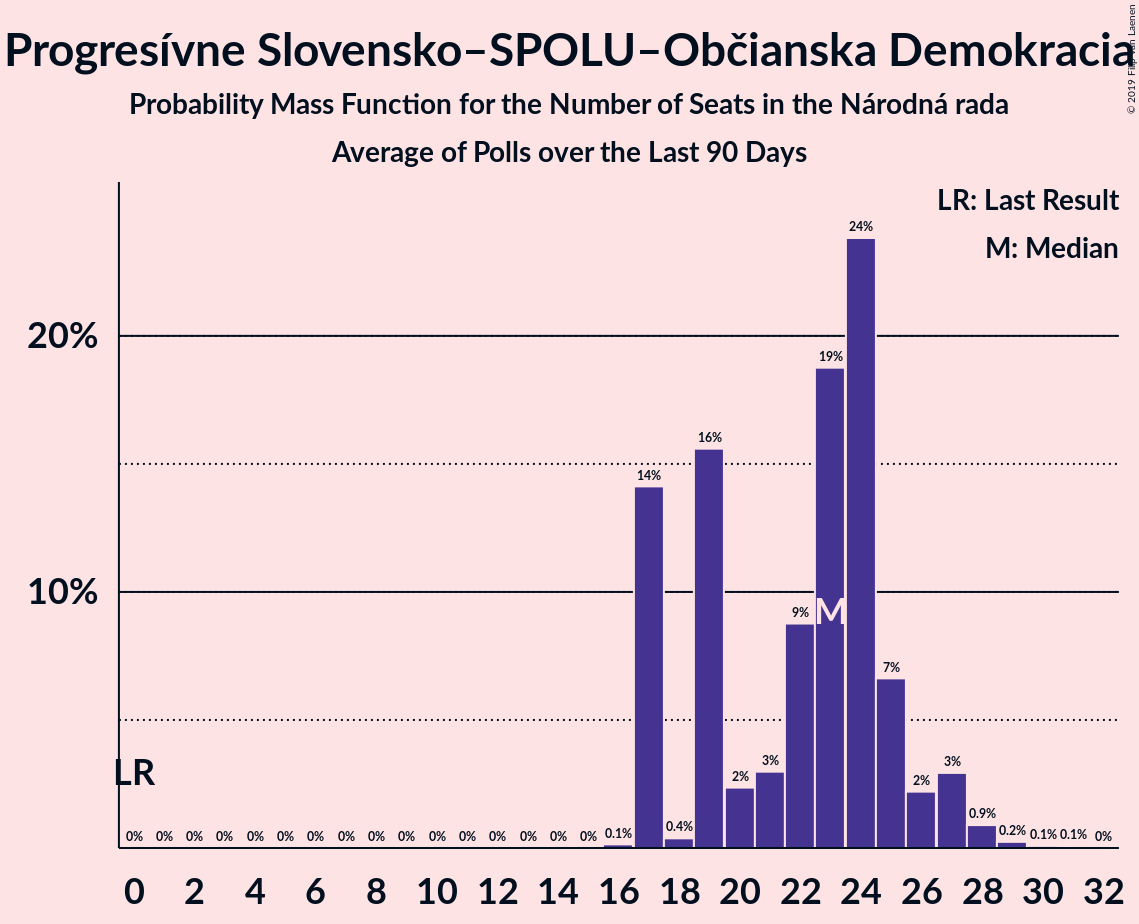 Progresívne Slovensko–SPOLU–Občianska Demokracia
Probability Mass Function for the Number of Seats in the Národná rada
Average of Polls over the Last 90 Days
© 2019 Filip van Laenen
LR: Last Result
M: Median
24%
20%
19%
16%
14%
10%
9%
M
7%
LR
3%
3%
2%
2%
0.9%
0% 0% 0% 0% 0% 0% 0% 0% 0% 0% 0% 0% 0% 0% 0% 0% 0.1% 0.4% 0.2% 0.1% 0.1% 0%
0 2 4 6 8 10 12 14 16 18 20 22 24 26 28 30 32